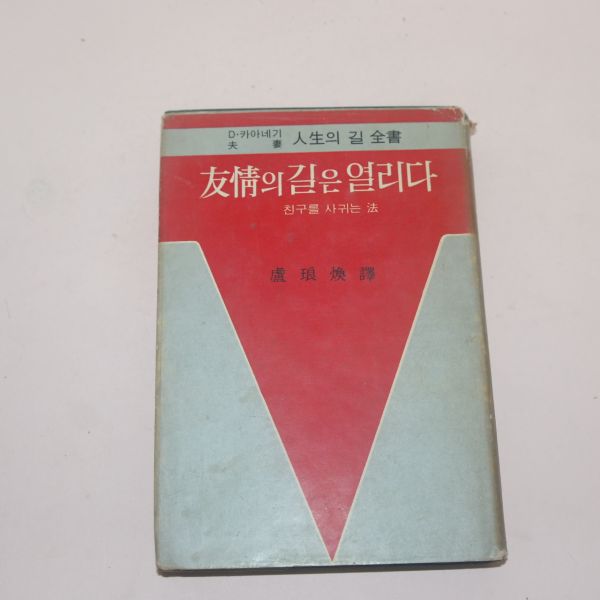 D·카아네기
夫 妻 人生의 길 全書
友情의 길은 열리다
친구를 사귀는 法
盧琅煥 譯